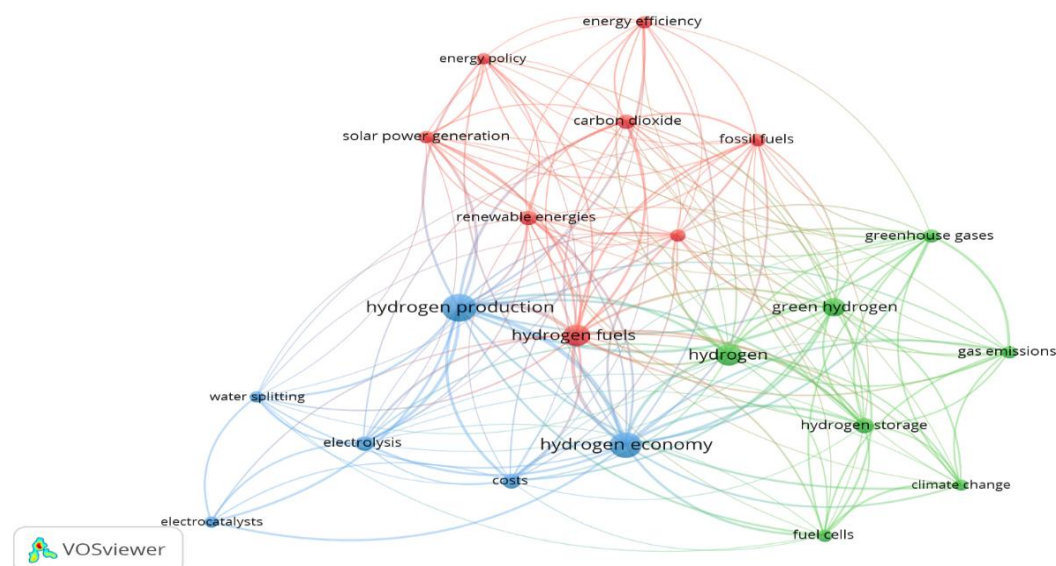 energy efficiency
energy policy
carbon dioxide
solar power generation
fossil fuels
renewable energies
greenhouse gases
hydrogen production
green hydrogen
hydrogen fuels
hydrogen
gas emissions
water splitting
hydrogen storage
electrolysis
hydrogen economy
costs
climate change
electrocatalysts
fuel cells
VOSviewer